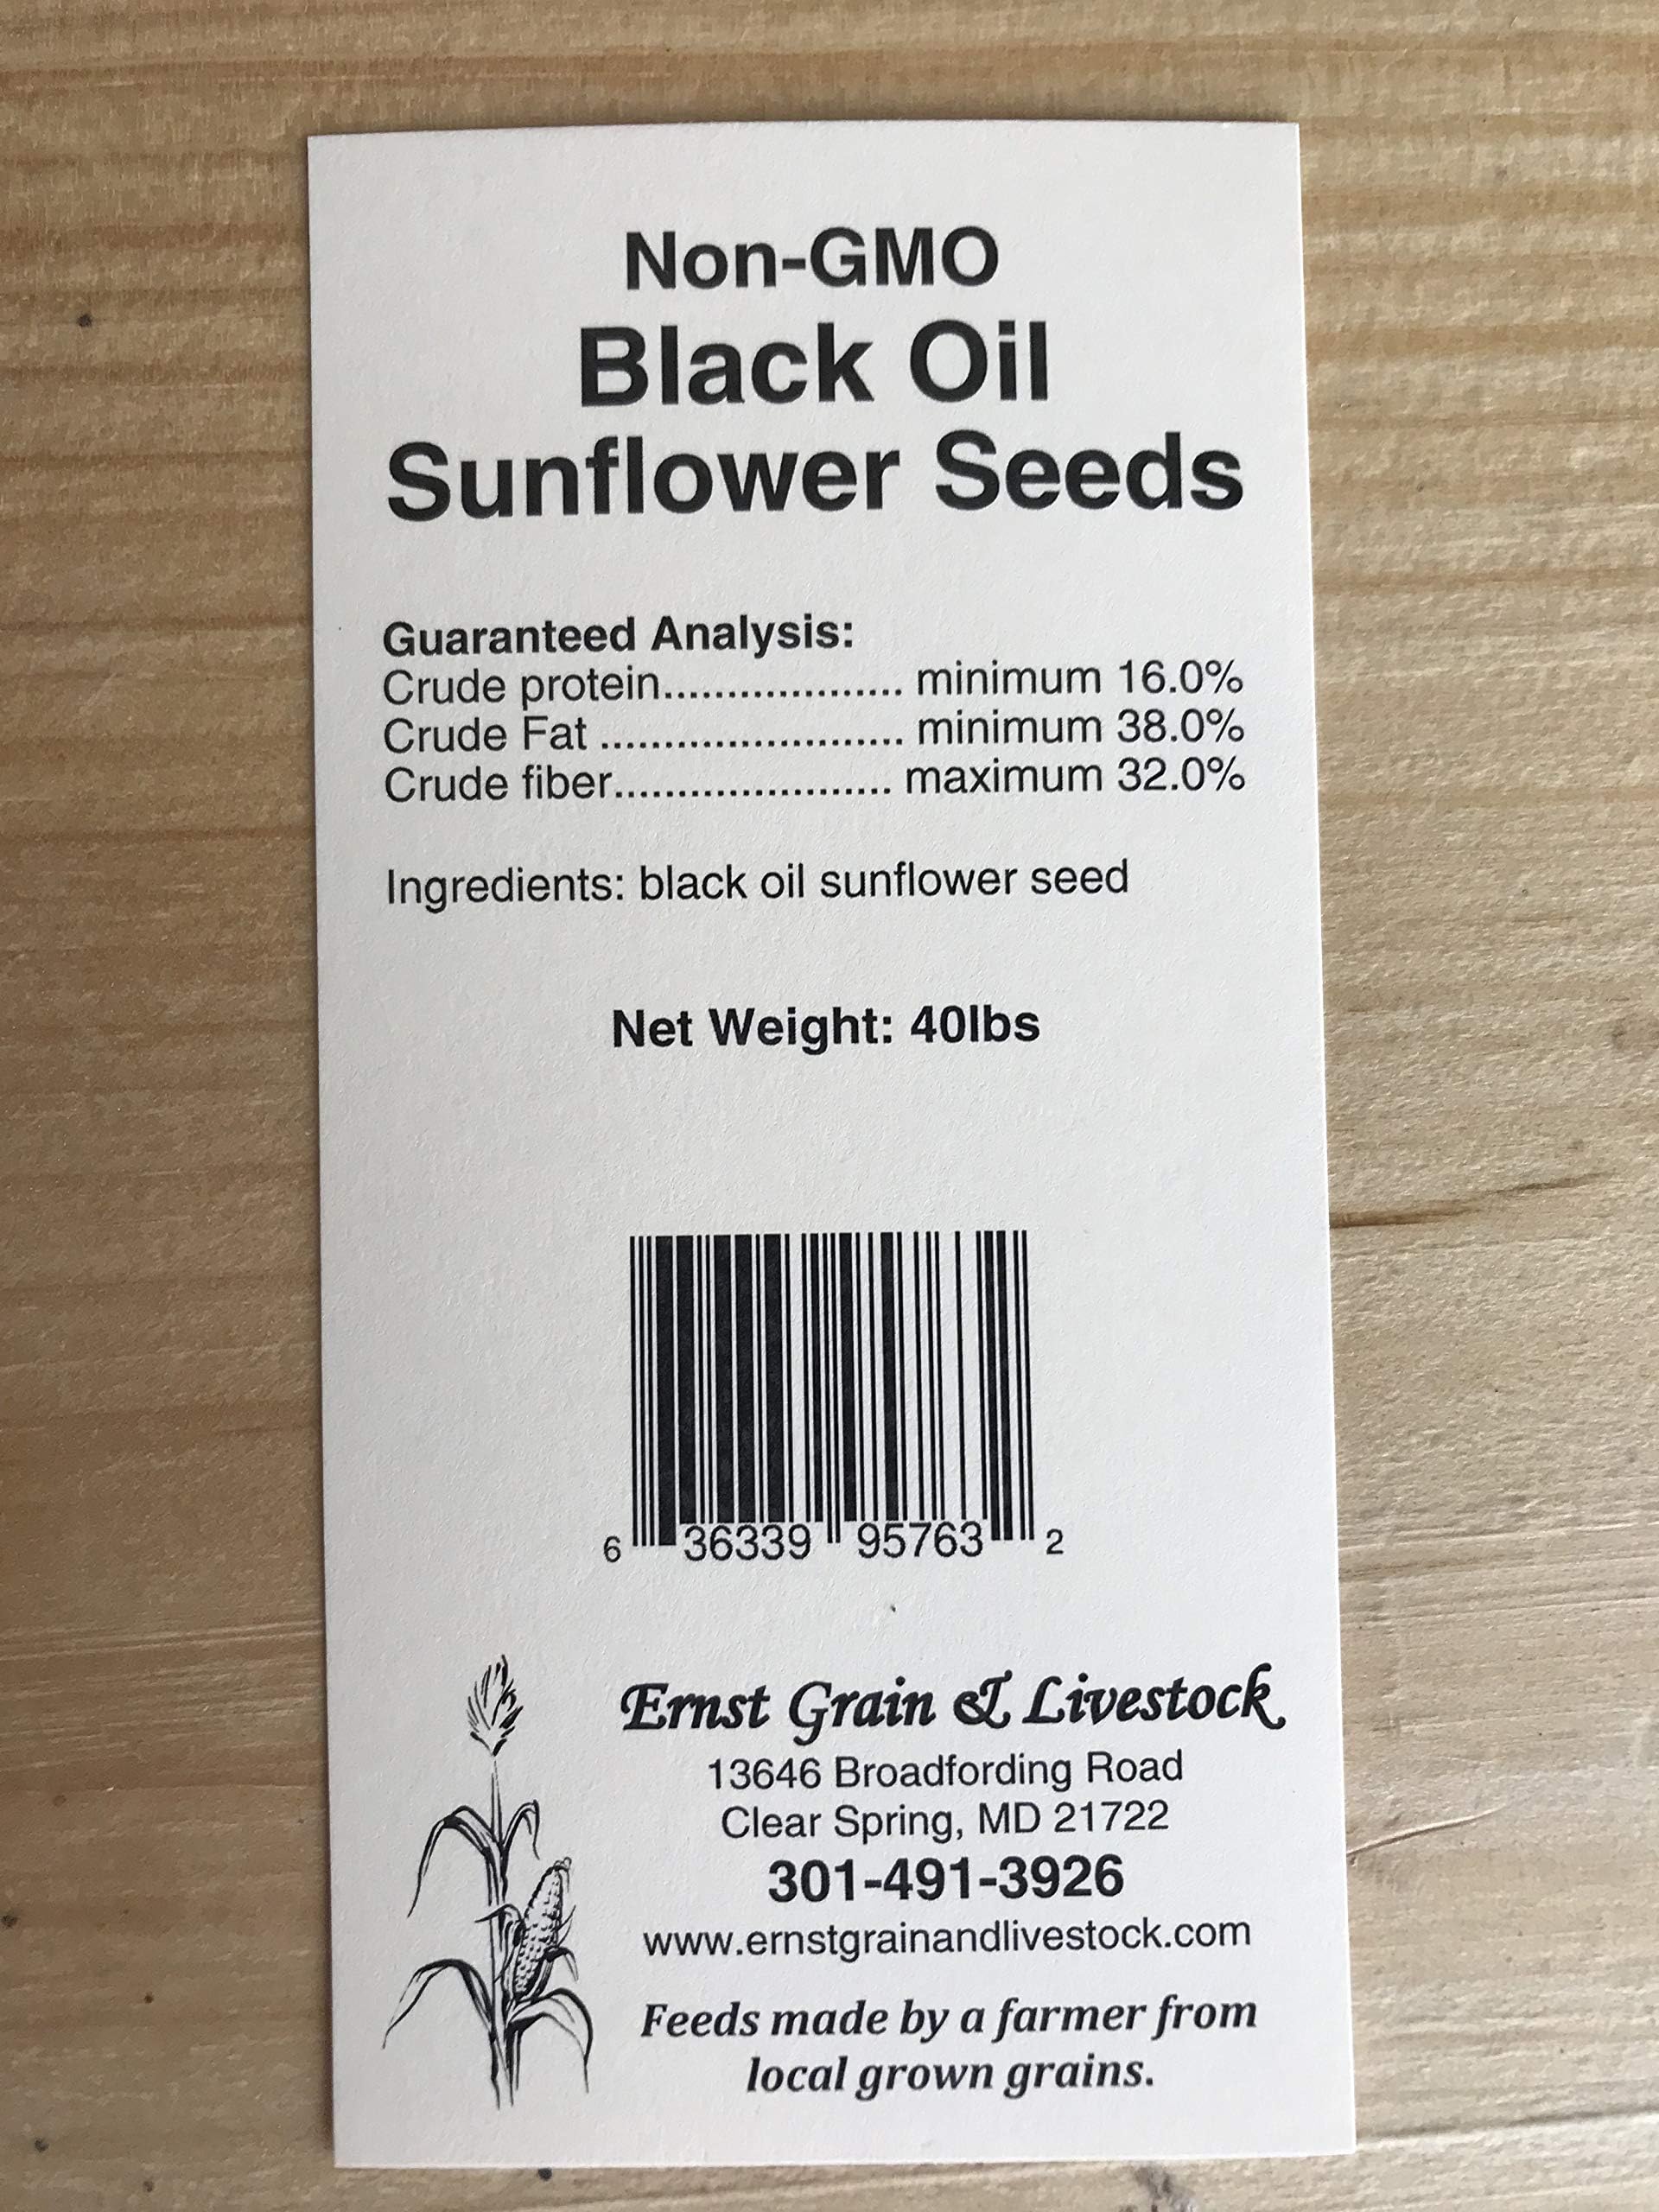 Non-GMO
Black Oil
Sunflower Seeds
Guaranteed Analysis:
Crude protein................... minimum 16.0%
Crude Fat ........................ minimum 38.0%
Crude fiber...................... maximum 32.0%
Ingredients: black oil sunflower seed
Net Weight: 40lbs
6 36339 95763 2
Ernst Grain & Livestock
13646 Broadfording Road
Clear Spring, MD 21722
301-491-3926
www.ernstgrainandlivestock.com
Feeds made by a farmer from
local grown grains.